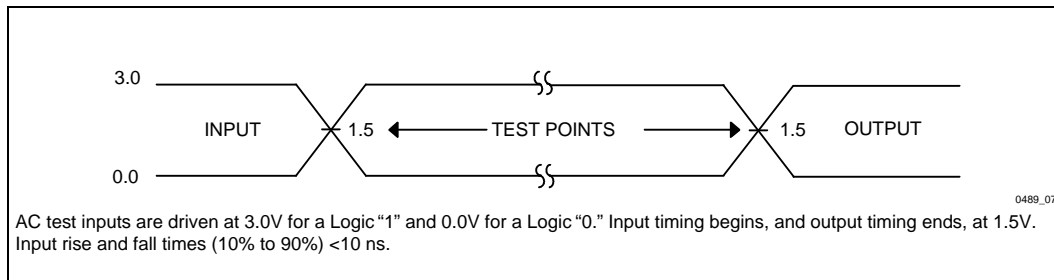 3.0
INPUT 1.5 TEST POINTS 1.5 OUTPUT
0.0
0489_07
AC test inputs are driven at 3.0V for a Logic “1” and 0.0V for a Logic “0.” Input timing begins, and output timing ends, at 1.5V.
Input rise and fall times (10% to 90%) <10 ns.